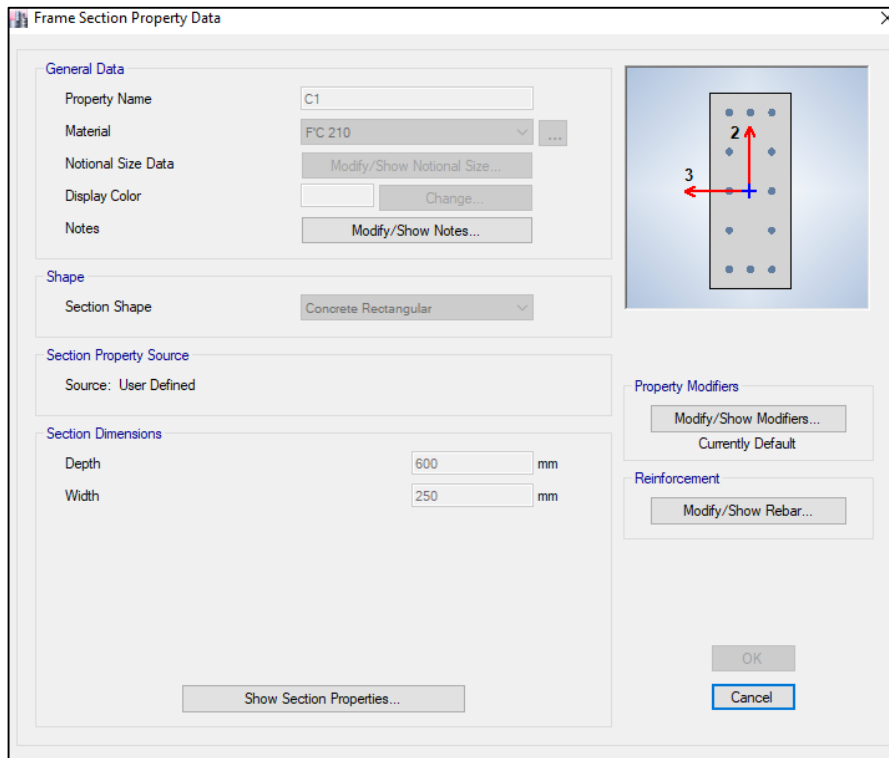 Frame Section Property Data
General Data
Property Name C1
Material F'C 210 ...
Notional Size Data Modify/Show Notional Size...
Display Color Change...
Notes Modify/Show Notes...
Shape
Section Shape Concrete Rectangular
Section Property Source
Source: User Defined
Section Dimensions
Depth 600 mm
Width 250 mm
Show Section Properties...
2
3
Property Modifiers
Modify/Show Modifiers...
Currently Default
Reinforcement
Modify/Show Rebar...
OK
Cancel